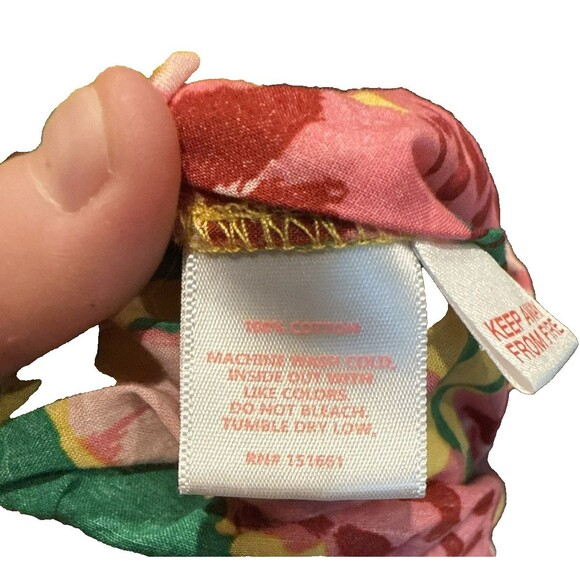 100% COTTON
MACHINE WASH COLD,
INSIDE OUT WITH
LIKE COLORS.
DO NOT BLEACH.
TUMBLE DRY LOW.
RN# 151661
KEEP AWAY
FROM FIRE